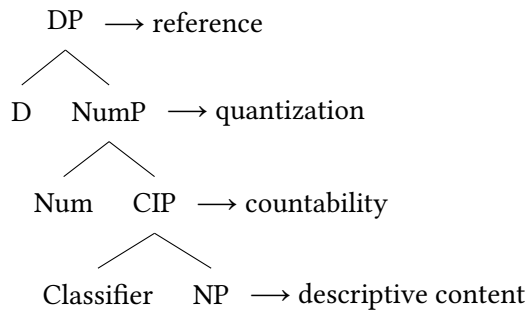 DP → reference
D NumP → quantization
Num ClP → countability
Classifier NP → descriptive content